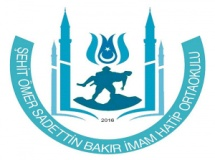 2016
ŞEHİT ÖMER SADETTİN BAKIR İMAM HATİP ORTAOKULU